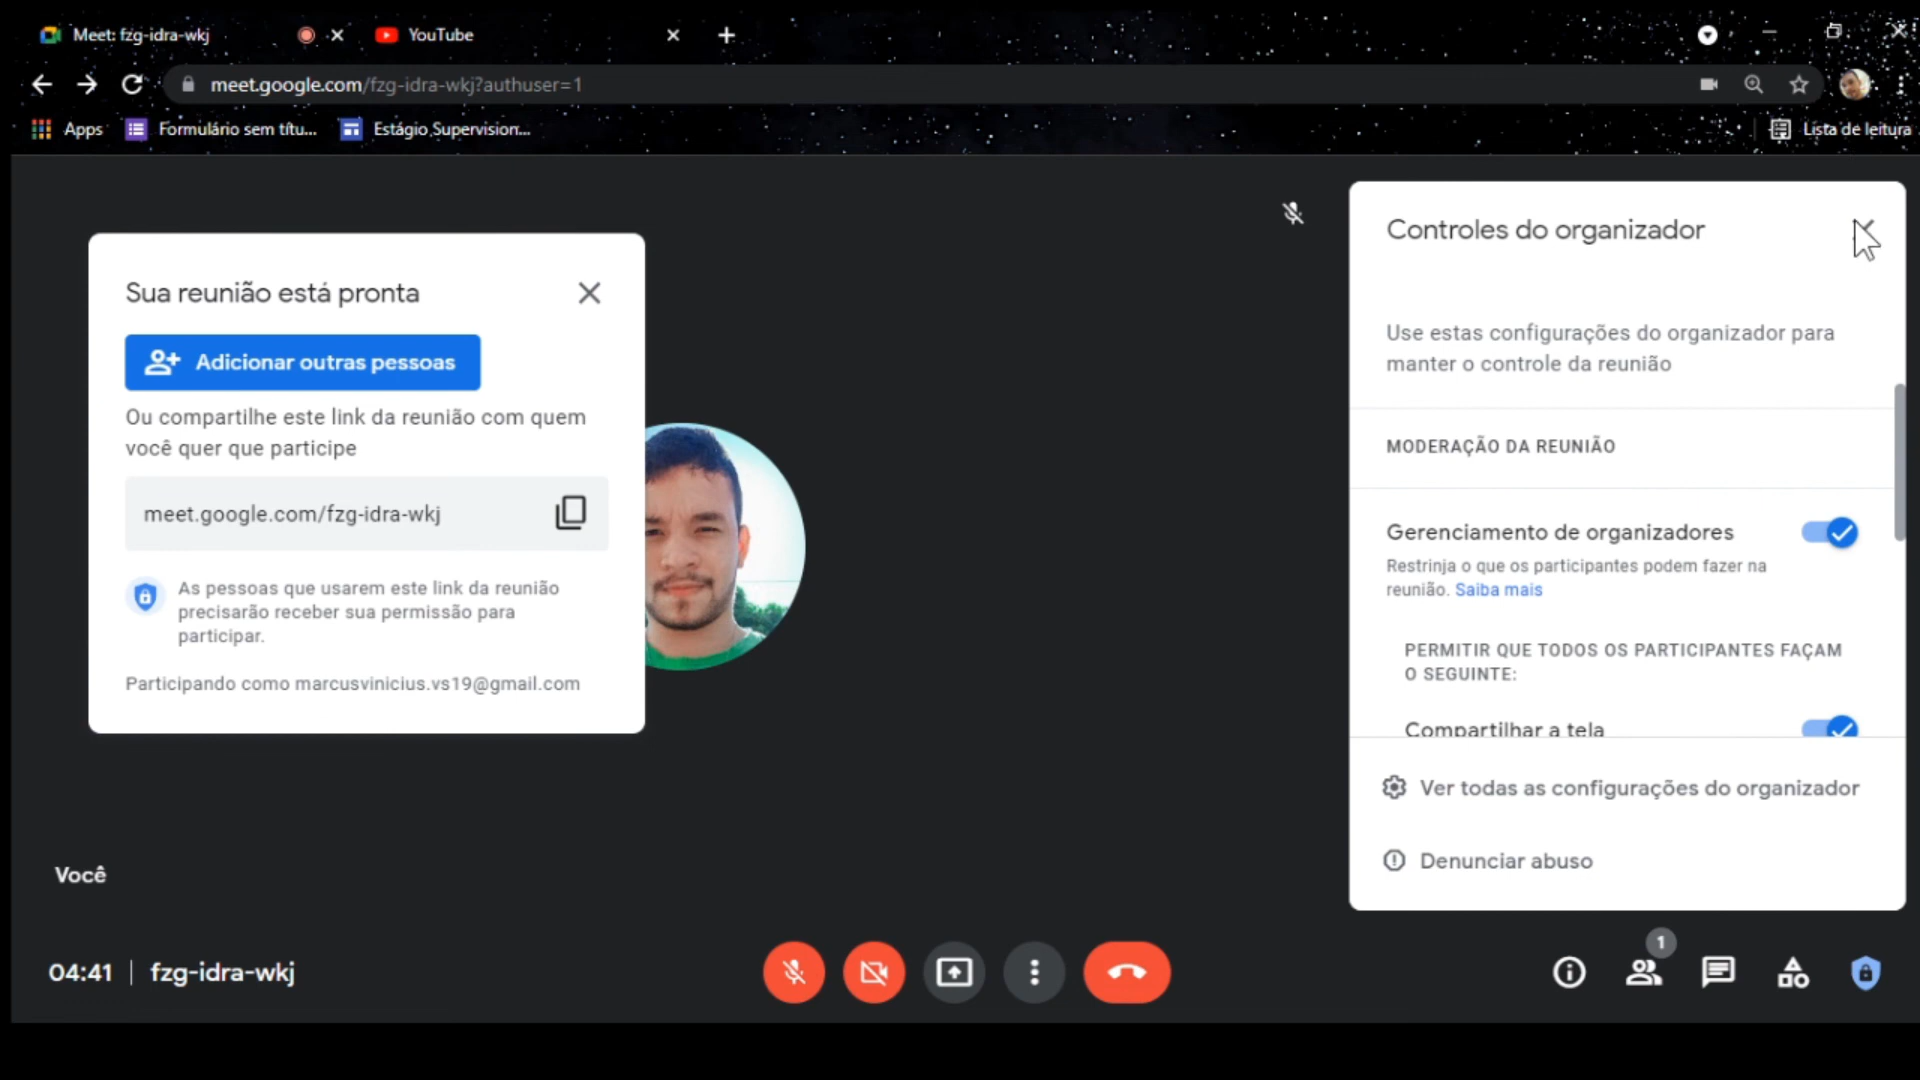 Meet: fzg-idra-wkj
YouTube
meet.google.com/fzg-idra-wkj?authuser=1
Apps
Formulário sem títu...
Estágio Supervision...
Lista de leitura
Sua reunião está pronta
Adicionar outras pessoas
Ou compartilhe este link da reunião com quem
você quer que participe
meet.google.com/fzg-idra-wkj
As pessoas que usarem este link da reunião
precisarão receber sua permissão para
participar.
Participando como marcusvinicius.vs19@gmail.com
Controles do organizador
Use estas configurações do organizador para
manter o controle da reunião
MODERAÇÃO DA REUNIÃO
Gerenciamento de organizadores
Restrinja o que os participantes podem fazer na
reunião. Saiba mais
PERMITIR QUE TODOS OS PARTICIPANTES FAÇAM
O SEGUINTE:
Compartilhar a tela
Ver todas as configurações do organizador
Denunciar abuso
Você
04:41 | fzg-idra-wkj
1